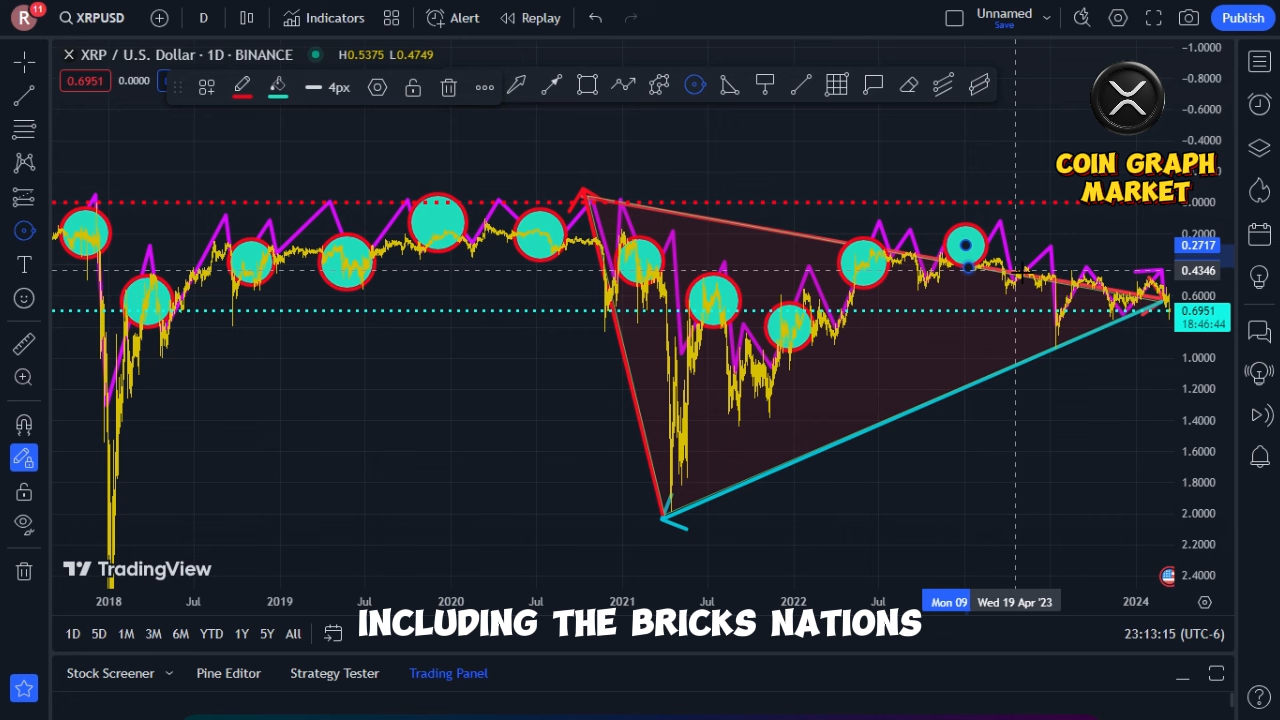 R 11
XRPUSD
D
Indicators
Alert
Replay
Unnamed
Save
Publish
XRP / U.S. Dollar · 1D · BINANCE
H0.5375 L0.4749
0.6951
0.0000
4px
COIN GRAPH
MARKET
−1.0000
−0.8000
−0.6000
−0.4000
0.2717
0.4346
0.6000
0.6951
18:46:44
1.0000
1.2000
1.4000
1.6000
1.8000
2.0000
2.2000
2.4000
TradingView
2018
Jul
2019
Jul
2020
Jul
2021
Jul
2022
Jul
Mon 09
Wed 19 Apr '23
2024
INCLUDING THE BRICKS NATIONS
1D
5D
1M
3M
6M
YTD
1Y
5Y
All
23:13:15 (UTC-6)
Stock Screener
Pine Editor
Strategy Tester
Trading Panel